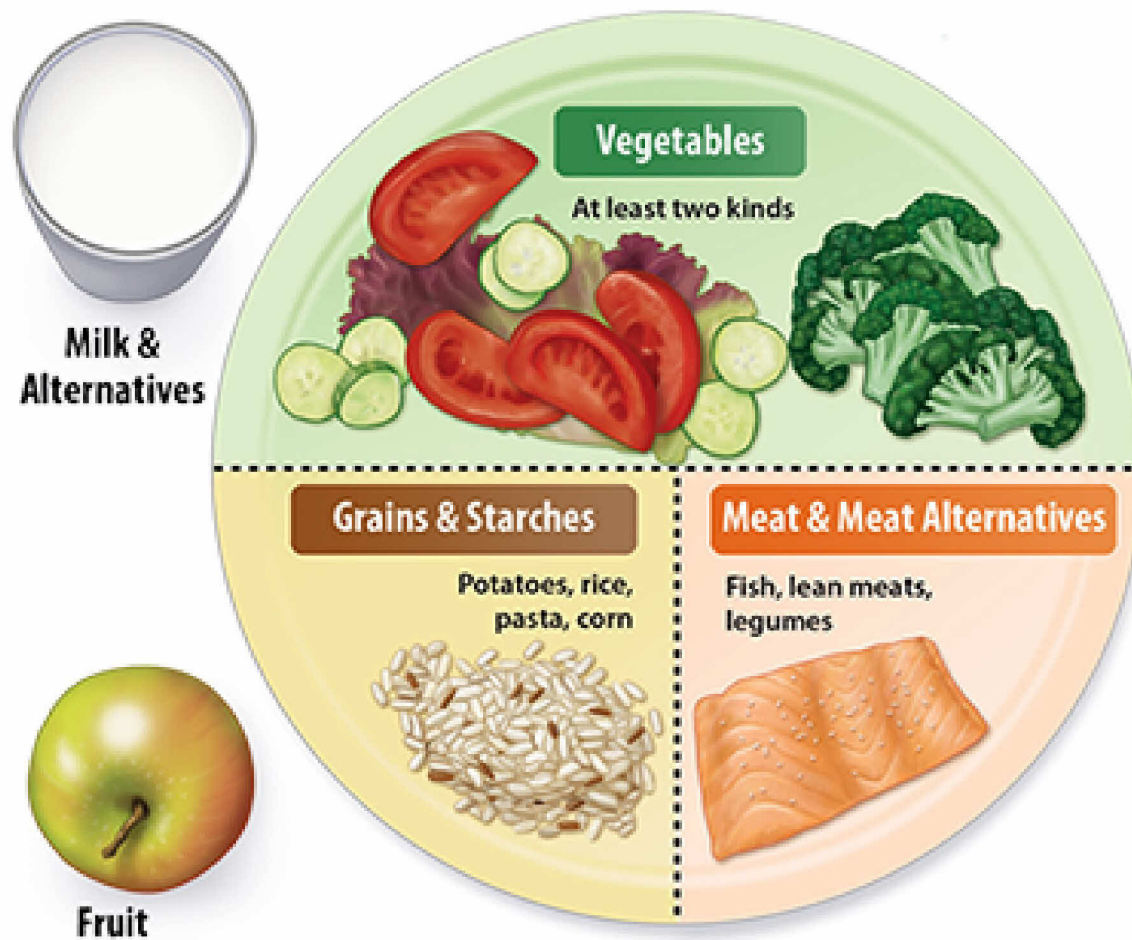 Vegetables
At least two kinds
Milk &
Alternatives
Grains & Starches
Potatoes, rice,
pasta, corn
Meat & Meat Alternatives
Fish, lean meats,
legumes
Fruit